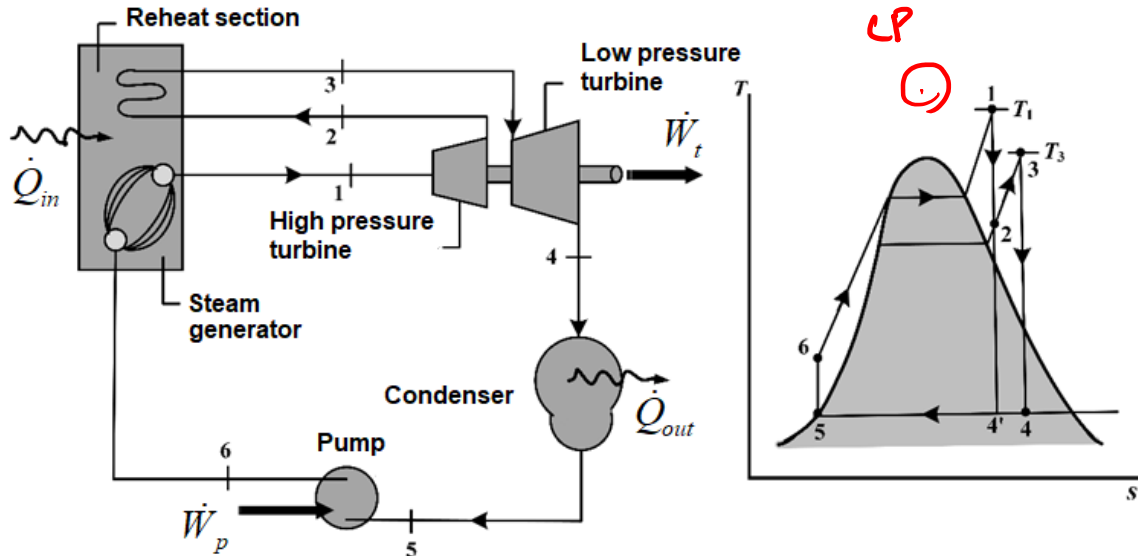 Reheat section
Low pressure
turbine
3
2
1
High pressure
turbine
4
Steam
generator
Condenser
Pump
6
5
Q̇in
Ẇt
Q̇out
Ẇp
CP
T
1
T1
T3
3
2
6
5
4'
4
s